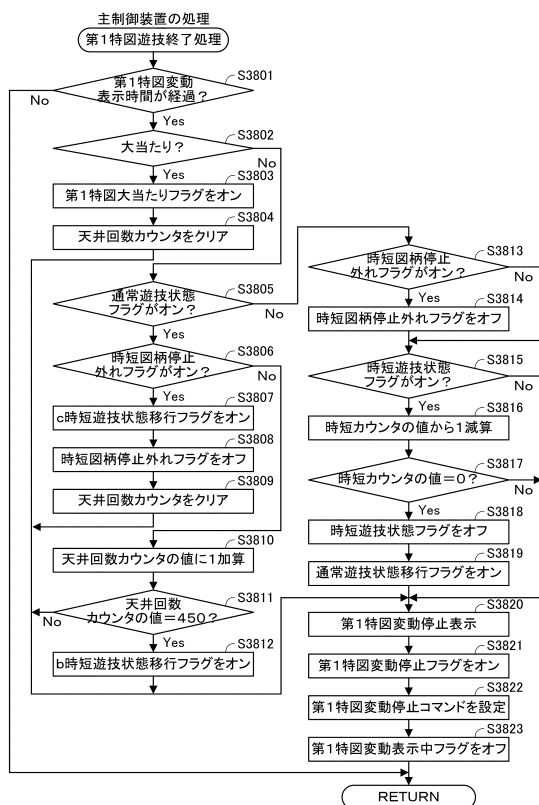 主制御装置の処理
第1特図遊技終了処理
S3801
第1特図変動
表示時間が経過?
No
Yes
S3802
大当たり?
No
Yes
S3803
第1特図大当たりフラグをオン
S3804
天井回数カウンタをクリア
S3805
通常遊技状態
フラグがオン?
No
Yes
S3806
時短図柄停止
外れフラグがオン?
No
Yes
S3807
c時短遊技状態移行フラグをオン
S3808
時短図柄停止外れフラグをオフ
S3809
天井回数カウンタをクリア
S3810
天井回数カウンタの値に1加算
S3811
天井回数
カウンタの値=450?
No
Yes
S3812
b時短遊技状態移行フラグをオン
S3813
時短図柄停止
外れフラグがオン?
No
Yes
S3814
時短図柄停止外れフラグをオフ
S3815
時短遊技状態
フラグがオン?
No
Yes
S3816
時短カウンタの値から1減算
S3817
時短カウンタの値=0?
No
Yes
S3818
時短遊技状態フラグをオフ
S3819
通常遊技状態移行フラグをオン
S3820
第1特図変動停止表示
S3821
第1特図変動停止フラグをオン
S3822
第1特図変動停止コマンドを設定
S3823
第1特図変動表示中フラグをオフ
RETURN